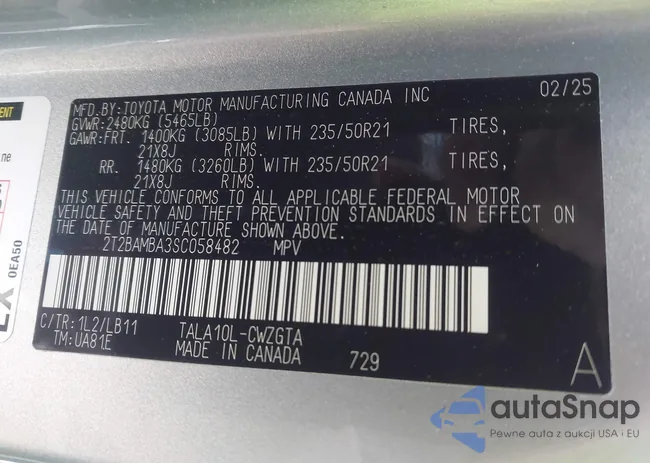 MFD.BY:TOYOTA MOTOR MANUFACTURING CANADA INC 02/25
GVWR:2480KG (5465LB)
GAWR:FRT. 1400KG (3085LB) WITH 235/50R21 TIRES,
21X8J RIMS.
RR. 1480KG (3260LB) WITH 235/50R21 TIRES,
21X8J RIMS.
THIS VEHICLE CONFORMS TO ALL APPLICABLE FEDERAL MOTOR
VEHICLE SAFETY AND THEFT PREVENTION STANDARDS IN EFFECT ON
THE DATE OF MANUFACTURE SHOWN ABOVE.
2T2BAMBA3SC058482 MPV
C/TR:1L2/LB11 TALA10L-CWZGTA
TM:UA81E MADE IN CANADA 729 A
ne
0EA50
autaSnap
Pewne auta z aukcji USA i EU